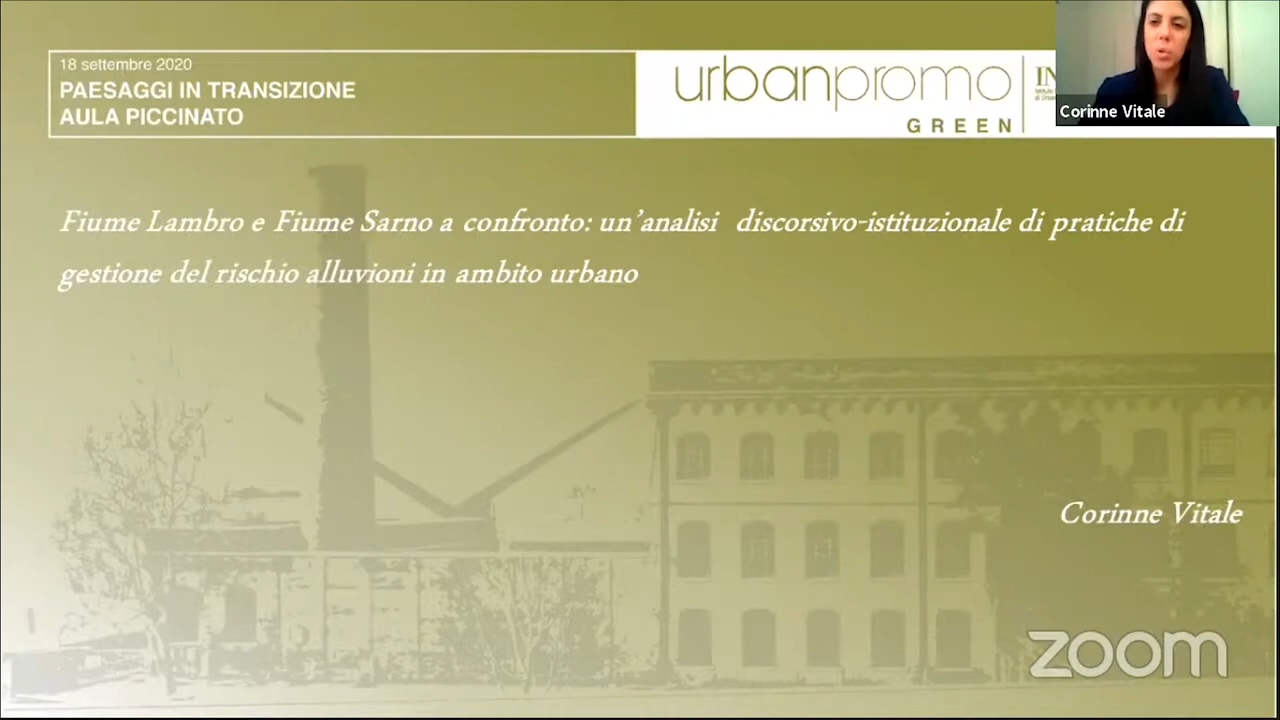 18 settembre 2020
PAESAGGI IN TRANSIZIONE
AULA PICCINATO
urbanpromo
GREEN
IN
Corinne Vitale
Fiume Lambro e Fiume Sarno a confronto: un'analisi discorsivo-istituzionale di pratiche di
gestione del rischio alluvioni in ambito urbano
Corinne Vitale
zoom